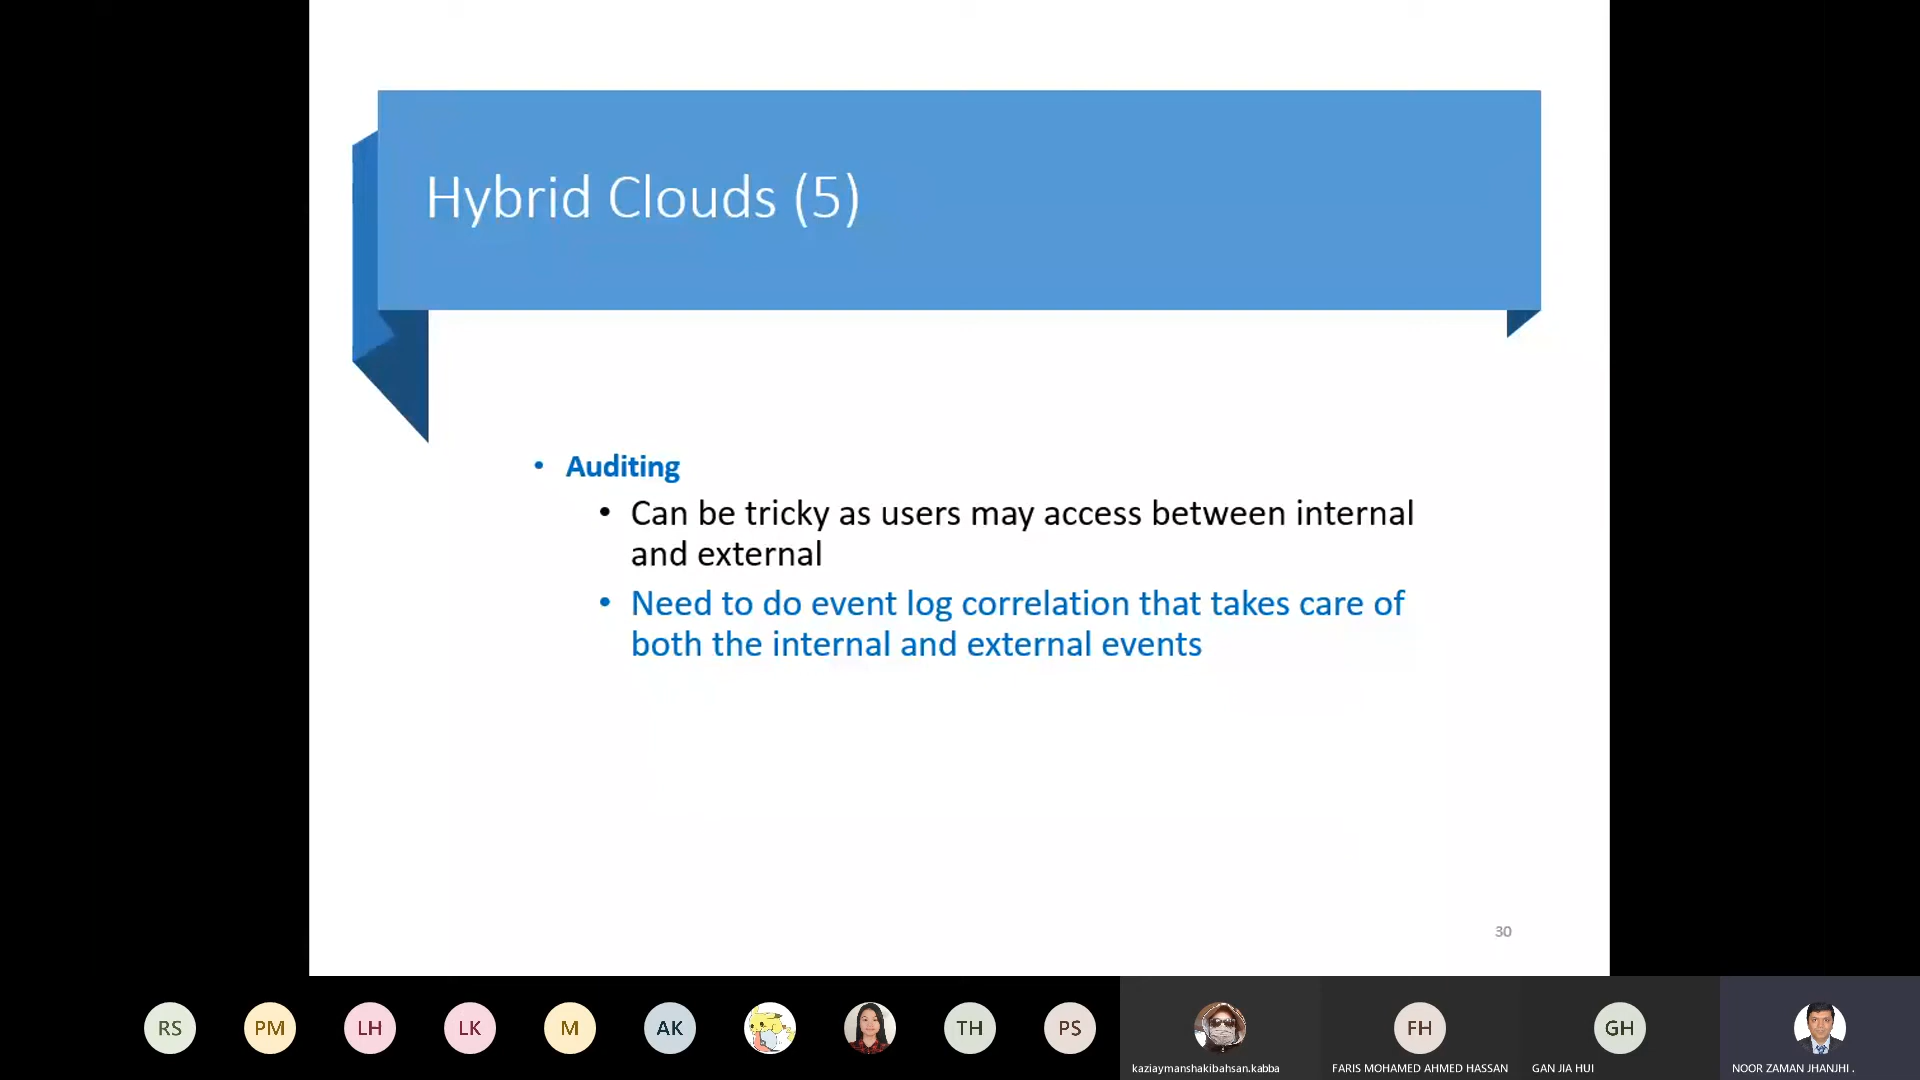 Hybrid Clouds (5)
• Auditing
• Can be tricky as users may access between internal
and external
• Need to do event log correlation that takes care of
both the internal and external events
30
RS PM LH LK M AK TH PS FH GH
kaziaymanshakibahsan.kabba FARIS MOHAMED AHMED HASSAN GAN JIA HUI NOOR ZAMAN JHANJHI .